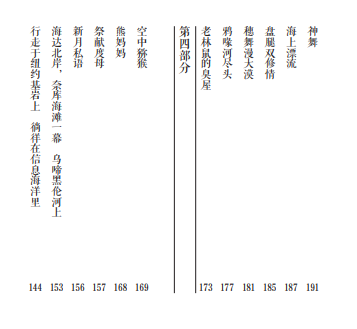 行走于纽约基岩上　徜徉在信息海洋里 144
海达北岸，奈库海滩一幕　乌啼黑伦河上 153
新月私语 156
祭献度母 157
熊妈妈 168
空中猕猴 169
第四部分
老林鼠的臭屋 173
鸦喙河尽头 177
穗舞漫大漠 181
盘腿双修情 185
海上漂流 187
神舞 191